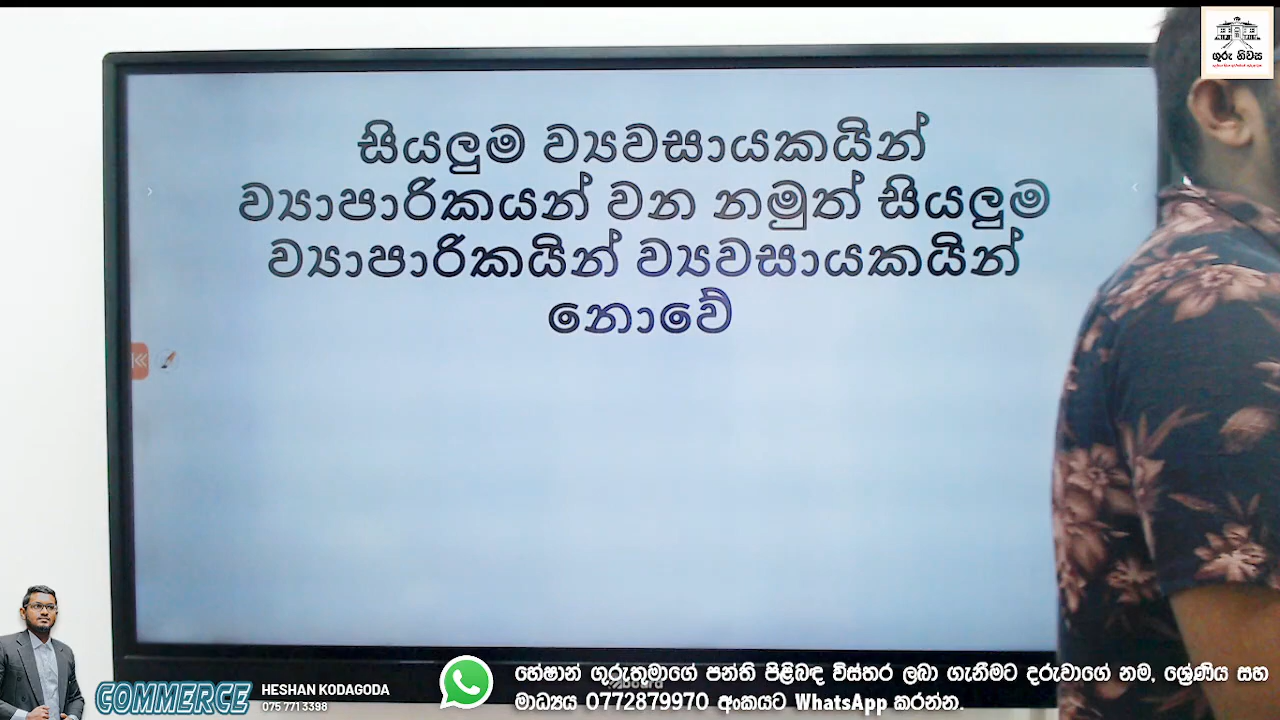 ගුරු නිවස
සියලුම ව්‍යවසායකයින්
ව්‍යාපාරිකයන් වන නමුත් සියලුම
ව්‍යාපාරිකයින් ව්‍යවසායකයින්
නොවේ
COMMERCE
HESHAN KODAGODA
075 771 3398
හේෂාන් ගුරුතුමාගේ පන්ති පිළිබඳ විස්තර ලබා ගැනීමට දරුවාගේ නම, ශ්‍රේණිය සහ
මාධ්‍යය 0772879970 අංකයට WhatsApp කරන්න.